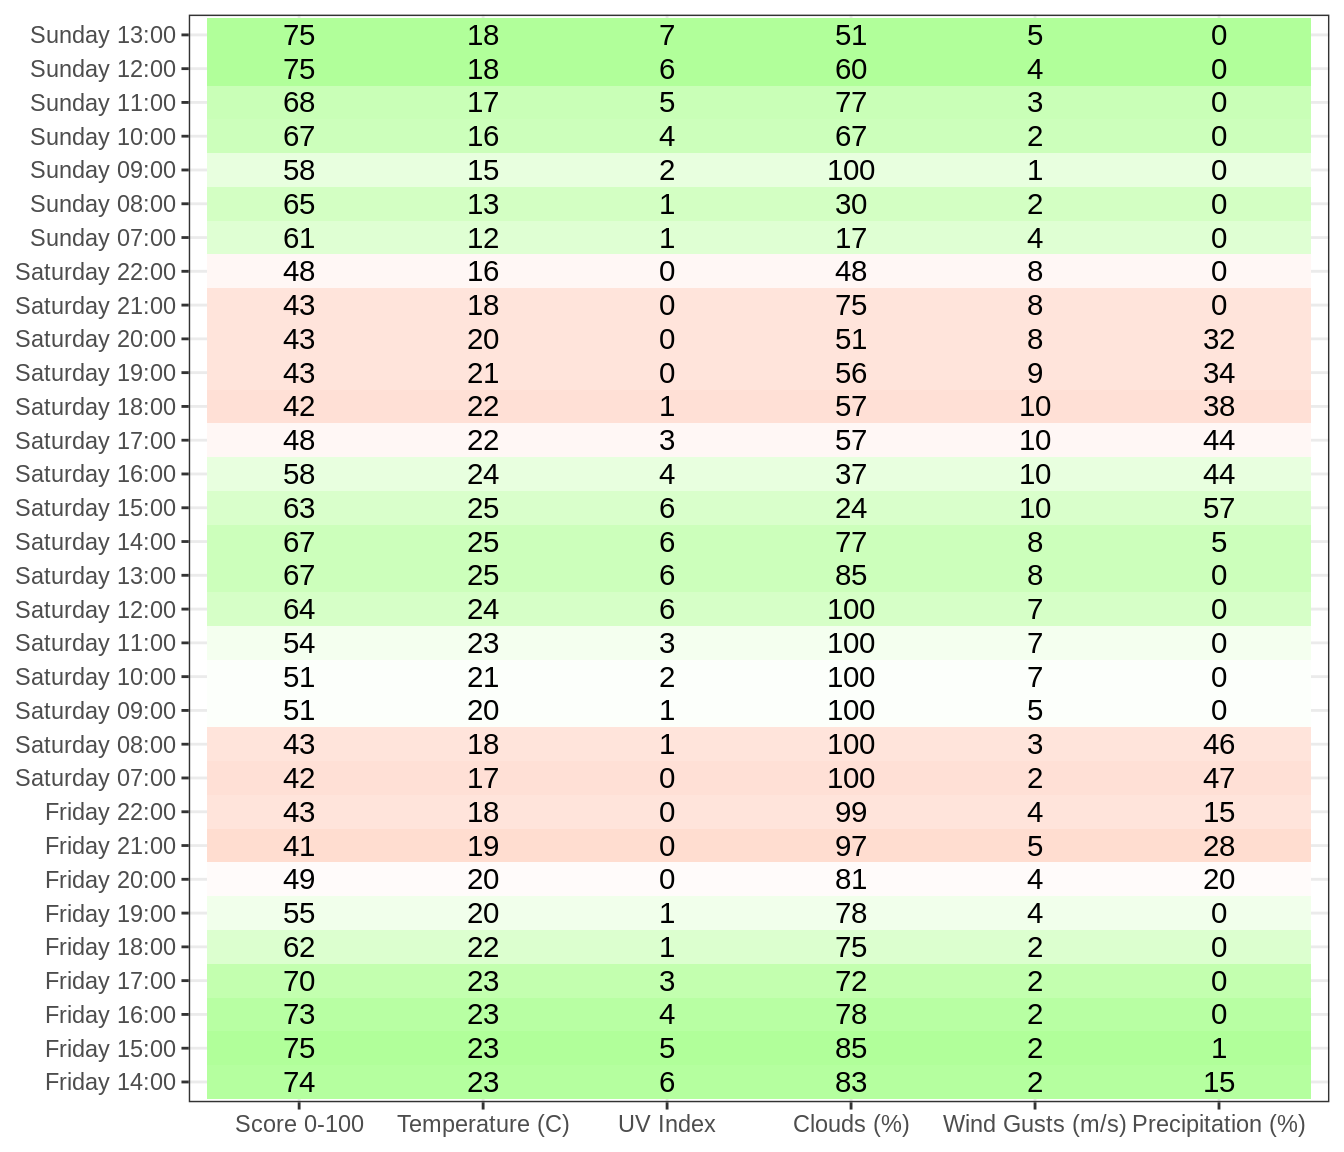 Sunday 13:00 75 18 7 51 5 0
Sunday 12:00 75 18 6 60 4 0
Sunday 11:00 68 17 5 77 3 0
Sunday 10:00 67 16 4 67 2 0
Sunday 09:00 58 15 2 100 1 0
Sunday 08:00 65 13 1 30 2 0
Sunday 07:00 61 12 1 17 4 0
Saturday 22:00 48 16 0 48 8 0
Saturday 21:00 43 18 0 75 8 0
Saturday 20:00 43 20 0 51 8 32
Saturday 19:00 43 21 0 56 9 34
Saturday 18:00 42 22 1 57 10 38
Saturday 17:00 48 22 3 57 10 44
Saturday 16:00 58 24 4 37 10 44
Saturday 15:00 63 25 6 24 10 57
Saturday 14:00 67 25 6 77 8 5
Saturday 13:00 67 25 6 85 8 0
Saturday 12:00 64 24 6 100 7 0
Saturday 11:00 54 23 3 100 7 0
Saturday 10:00 51 21 2 100 7 0
Saturday 09:00 51 20 1 100 5 0
Saturday 08:00 43 18 1 100 3 46
Saturday 07:00 42 17 0 100 2 47
Friday 22:00 43 18 0 99 4 15
Friday 21:00 41 19 0 97 5 28
Friday 20:00 49 20 0 81 4 20
Friday 19:00 55 20 1 78 4 0
Friday 18:00 62 22 1 75 2 0
Friday 17:00 70 23 3 72 2 0
Friday 16:00 73 23 4 78 2 0
Friday 15:00 75 23 5 85 2 1
Friday 14:00 74 23 6 83 2 15
Score 0-100 Temperature (C) UV Index Clouds (%) Wind Gusts (m/s) Precipitation (%)